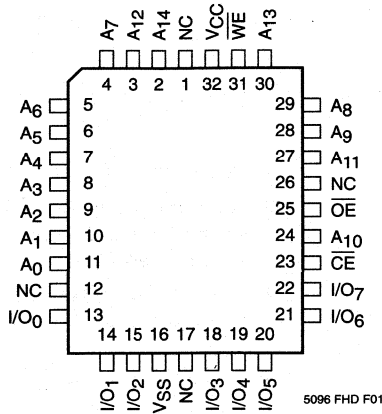 A7 A12 A14 NC VCC W̅E̅ A13
4 3 2 1 32 31 30
A6 5 29 A8
A5 6 28 A9
A4 7 27 A11
A3 8 26 NC
A2 9 25 O̅E̅
A1 10 24 A10
A0 11 23 C̅E̅
NC 12 22 I/O7
I/O0 13 21 I/O6
14 15 16 17 18 19 20
I/O1 I/O2 VSS NC I/O3 I/O4 I/O5
5096 FHD F01